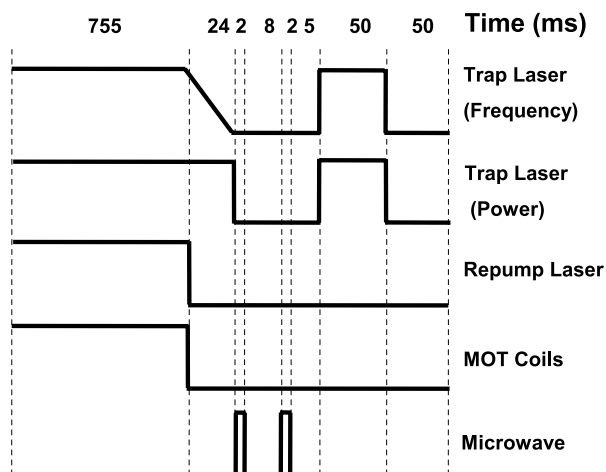 755 24 2 8 2 5 50 50 Time (ms)
Trap Laser
(Frequency)
Trap Laser
(Power)
Repump Laser
MOT Coils
Microwave